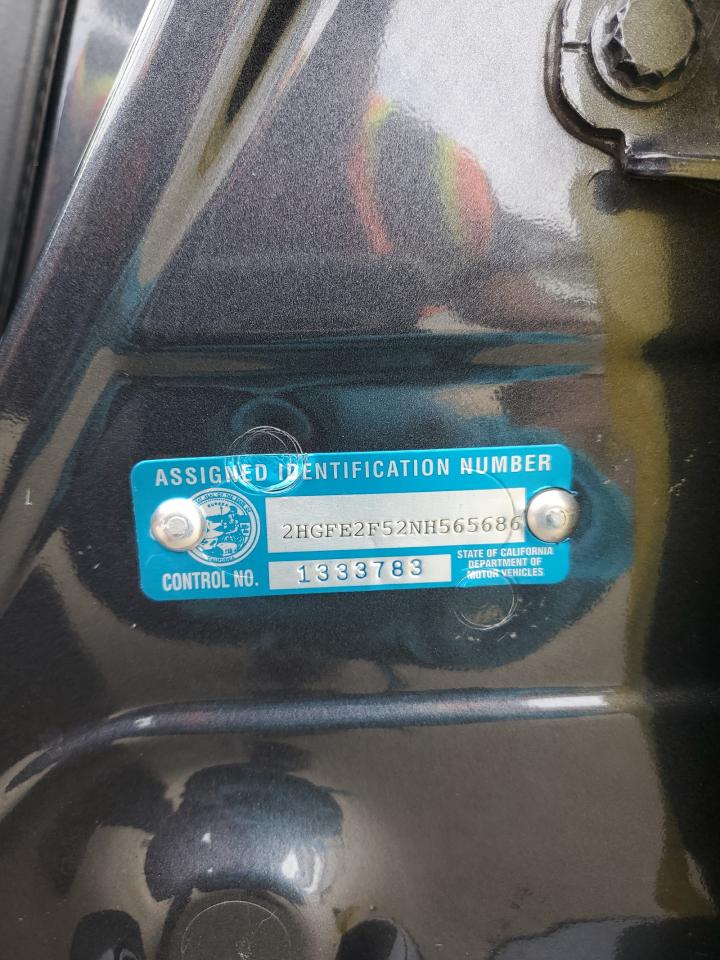 ASSIGNED IDENTIFICATION NUMBER
2HGFE2F52NH565686
CONTROL NO.
1333783
STATE OF CALIFORNIA
DEPARTMENT OF
MOTOR VEHICLES